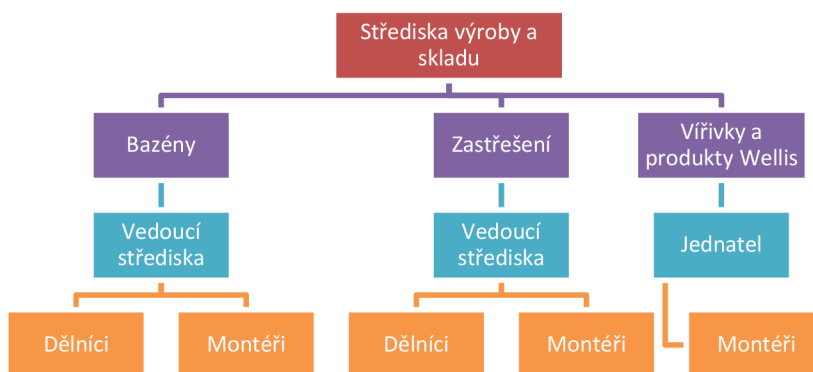 Střediska výroby a
skladu
Bazény
Zastřešení
Vířivky a
produkty Wellis
Vedoucí
střediska
Vedoucí
střediska
Jednatel
Dělníci
Montéři
Dělníci
Montéři
Montéři